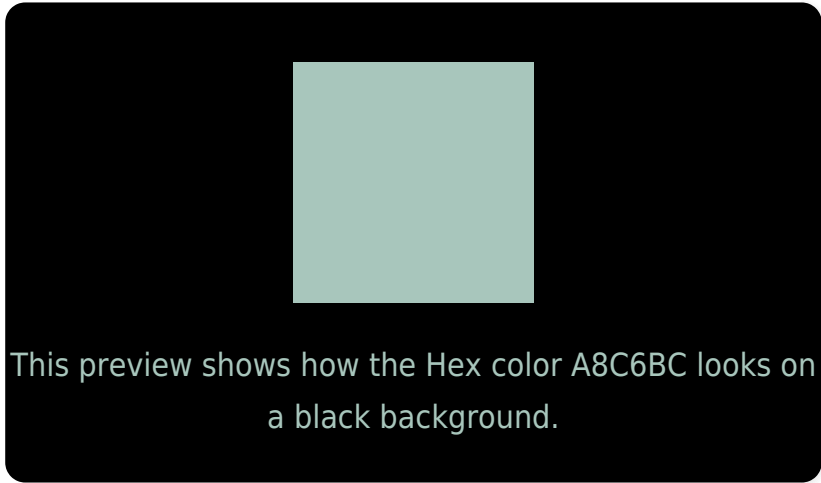 This preview shows how the Hex color A8C6BC looks on
a black background.